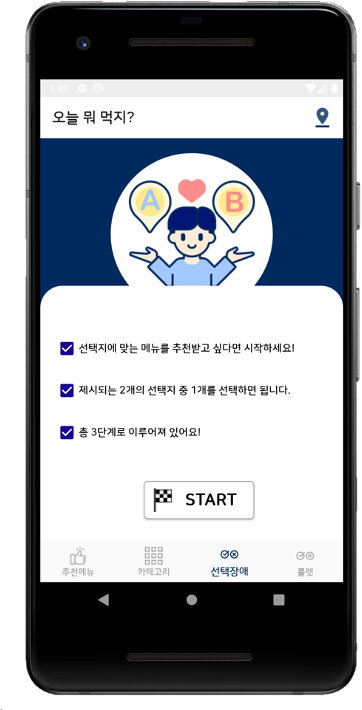 1:49
오늘 뭐 먹지?
A
B
선택지에 맞는 메뉴를 추천받고 싶다면 시작하세요!
제시되는 2개의 선택지 중 1개를 선택하면 됩니다.
총 3단계로 이루어져 있어요!
START
추천메뉴 카테고리 선택장애 룰렛